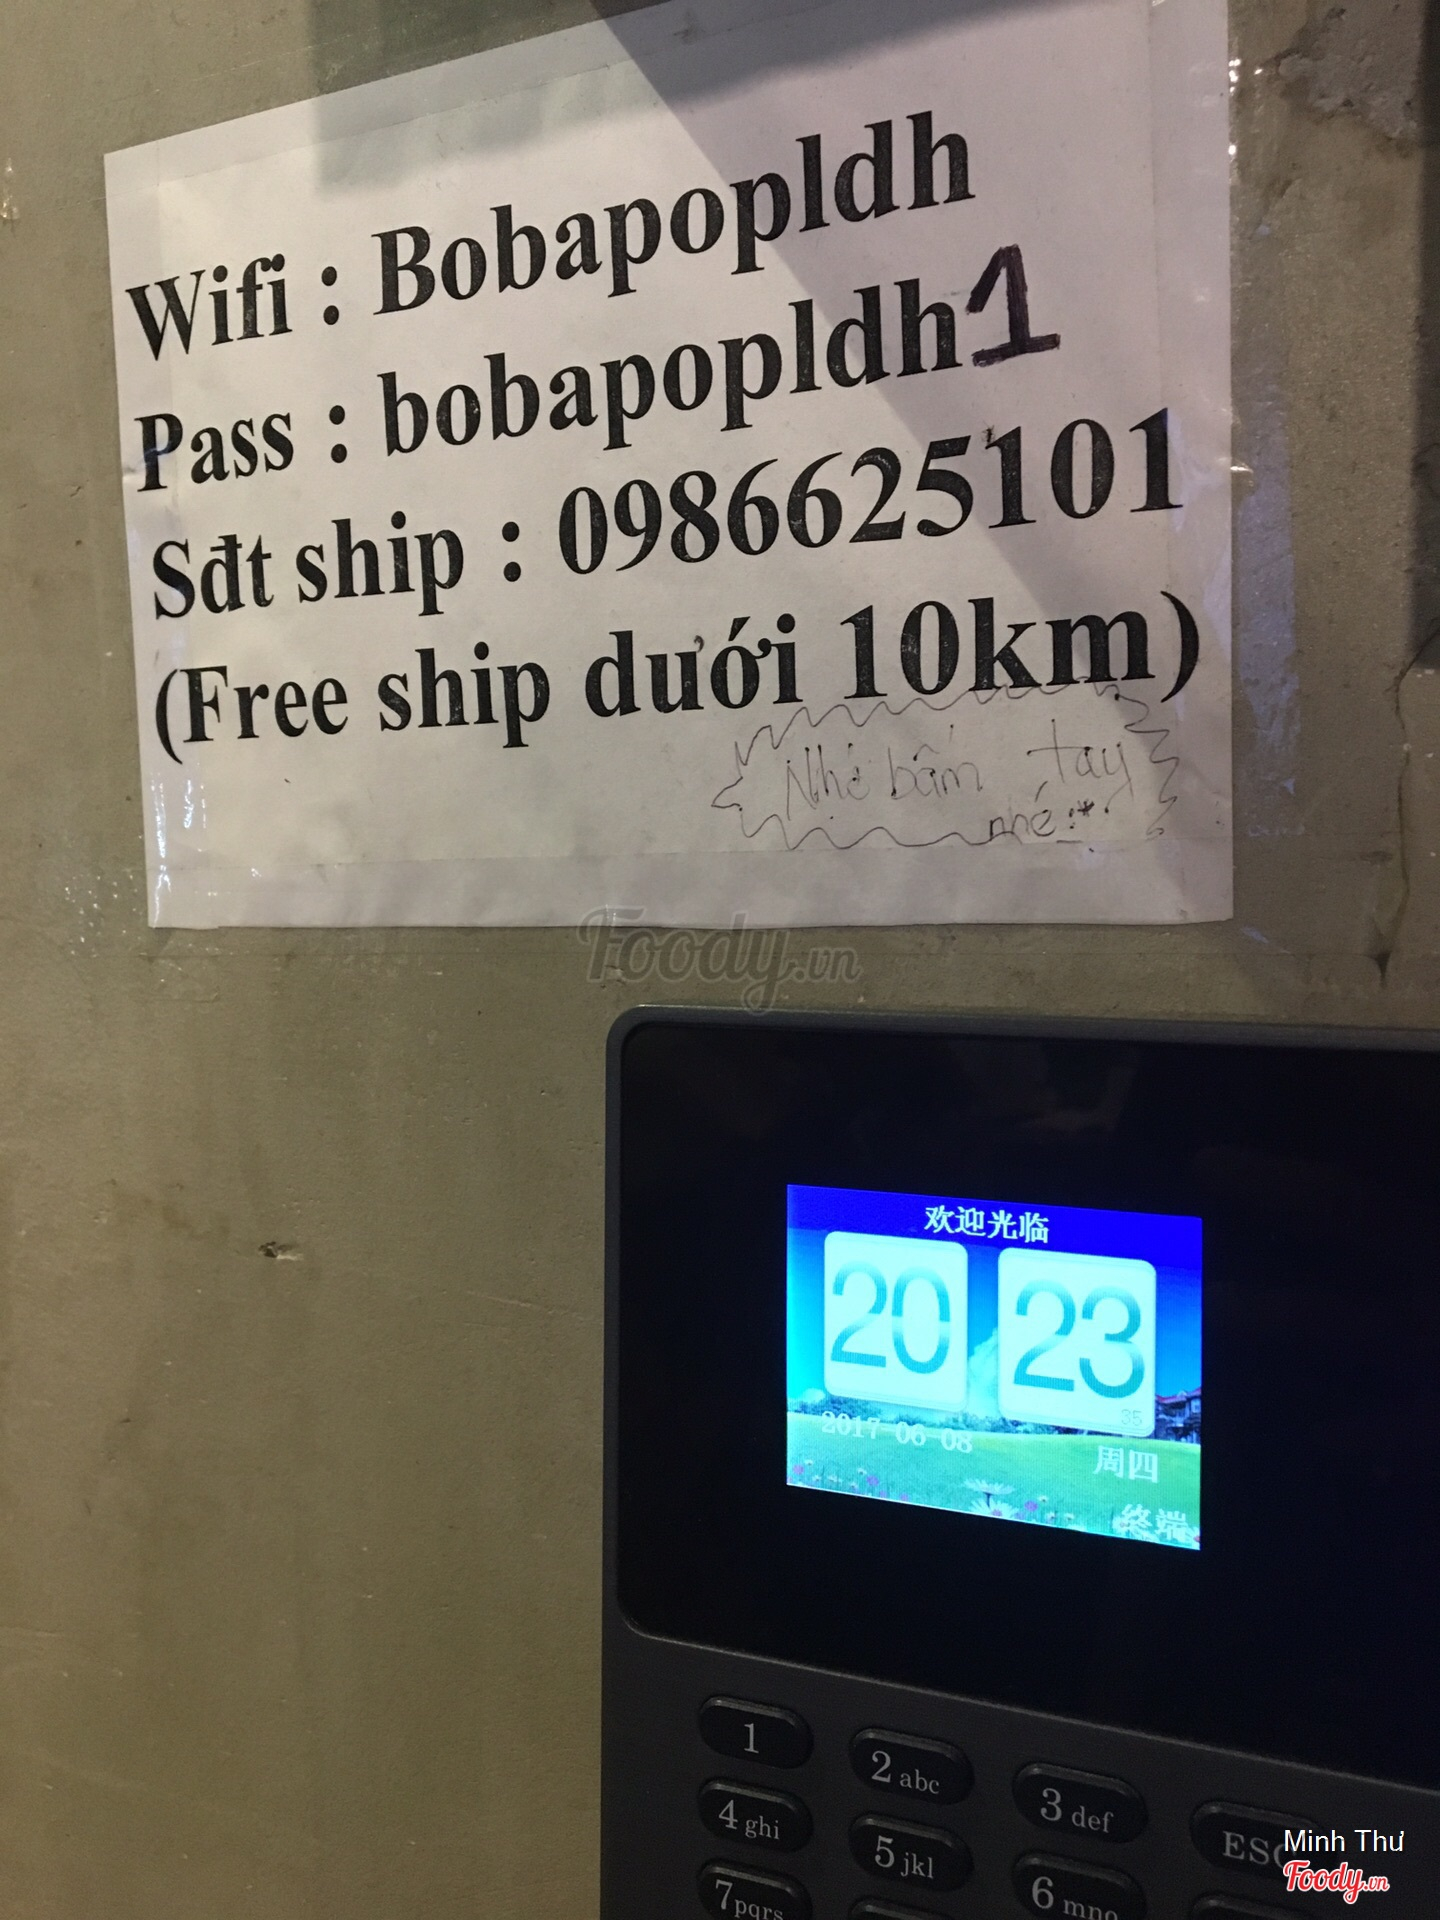 Wifi : Bobapopldh
Pass : bobapopldh1
Sđt ship : 0986625101
(Free ship dưới 10km)
Nhớ bấm tay
nhé :*
Foody.vn
欢迎光临
20 23
35
2017-06-08 周四
终端
1
2 abc
3 def
ESC
4 ghi
5 jkl
6 mno
7 pqrs
Minh Thư
Foody.vn